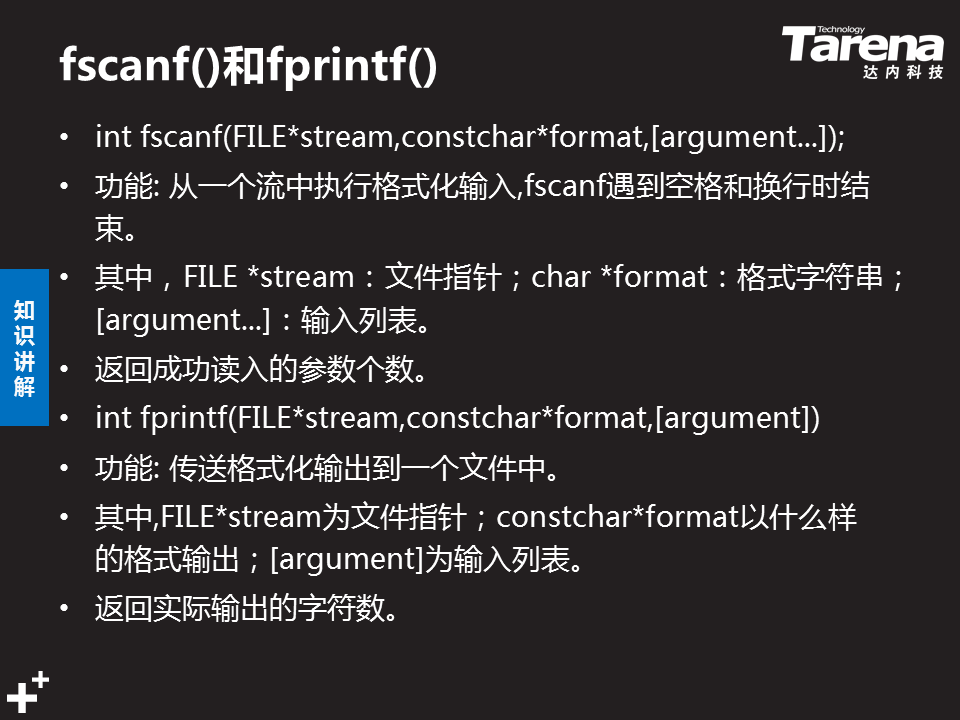 fscanf()和fprintf()
Technology
Tarena
达内科技
• int fscanf(FILE*stream,constchar*format,[argument...]);
• 功能: 从一个流中执行格式化输入,fscanf遇到空格和换行时结
束。
• 其中，FILE *stream：文件指针；char *format：格式字符串；
[argument...]：输入列表。
• 返回成功读入的参数个数。
• int fprintf(FILE*stream,constchar*format,[argument])
• 功能: 传送格式化输出到一个文件中。
• 其中,FILE*stream为文件指针；constchar*format以什么样
的格式输出；[argument]为输入列表。
• 返回实际输出的字符数。
知
识
讲
解